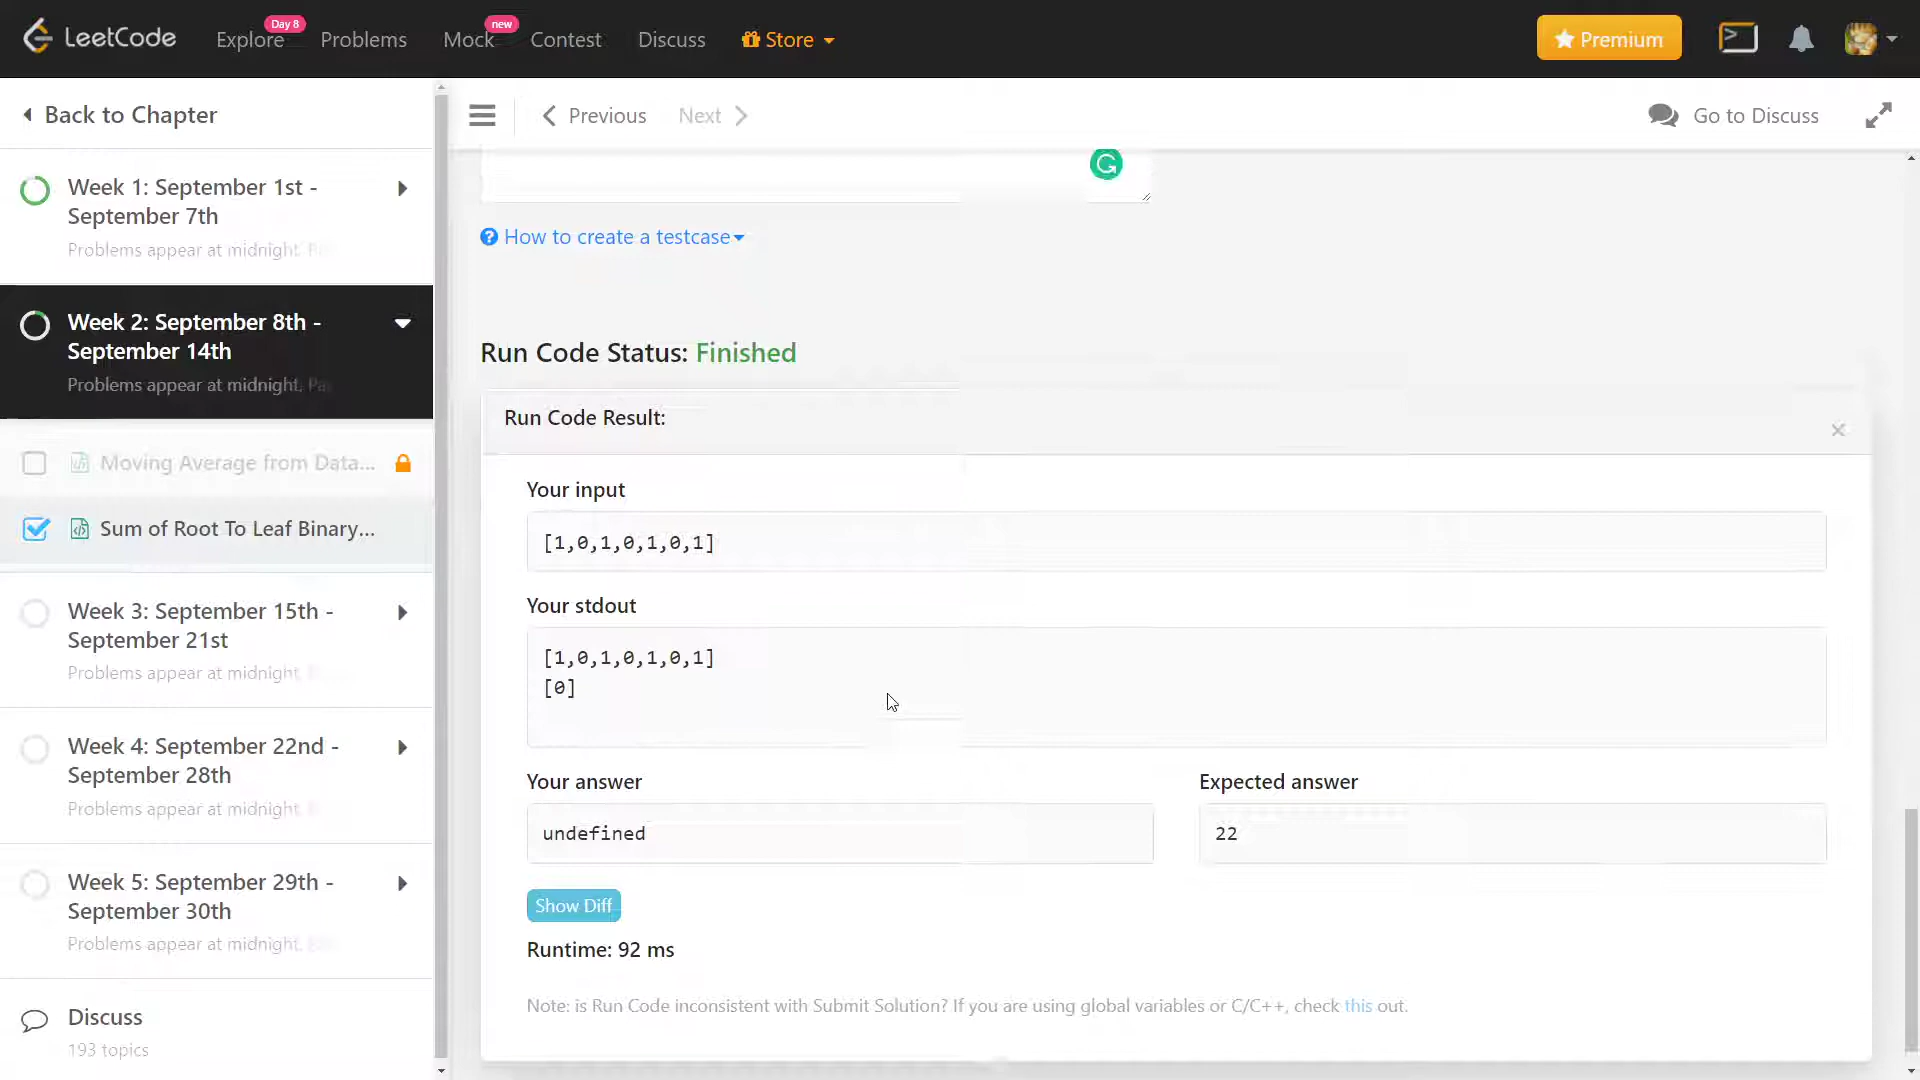 LeetCode
Explore
Day 8
Problems
Mock
new
Contest
Discuss
Store
Premium
Back to Chapter
Previous
Next
Go to Discuss
Week 1: September 1st -
September 7th
Problems appear at midnight,
Week 2: September 8th -
September 14th
Problems appear at midnight,
Moving Average from Data...
Sum of Root To Leaf Binary...
Week 3: September 15th -
September 21st
Problems appear at midnight,
Week 4: September 22nd -
September 28th
Problems appear at midnight,
Week 5: September 29th -
September 30th
Problems appear at midnight,
Discuss
193 topics
How to create a testcase
Run Code Status: Finished
Run Code Result:
×
Your input
[1,0,1,0,1,0,1]
Your stdout
[1,0,1,0,1,0,1]
[0]
Your answer
undefined
Expected answer
22
Show Diff
Runtime: 92 ms
Note: is Run Code inconsistent with Submit Solution? If you are using global variables or C/C++, check this out.